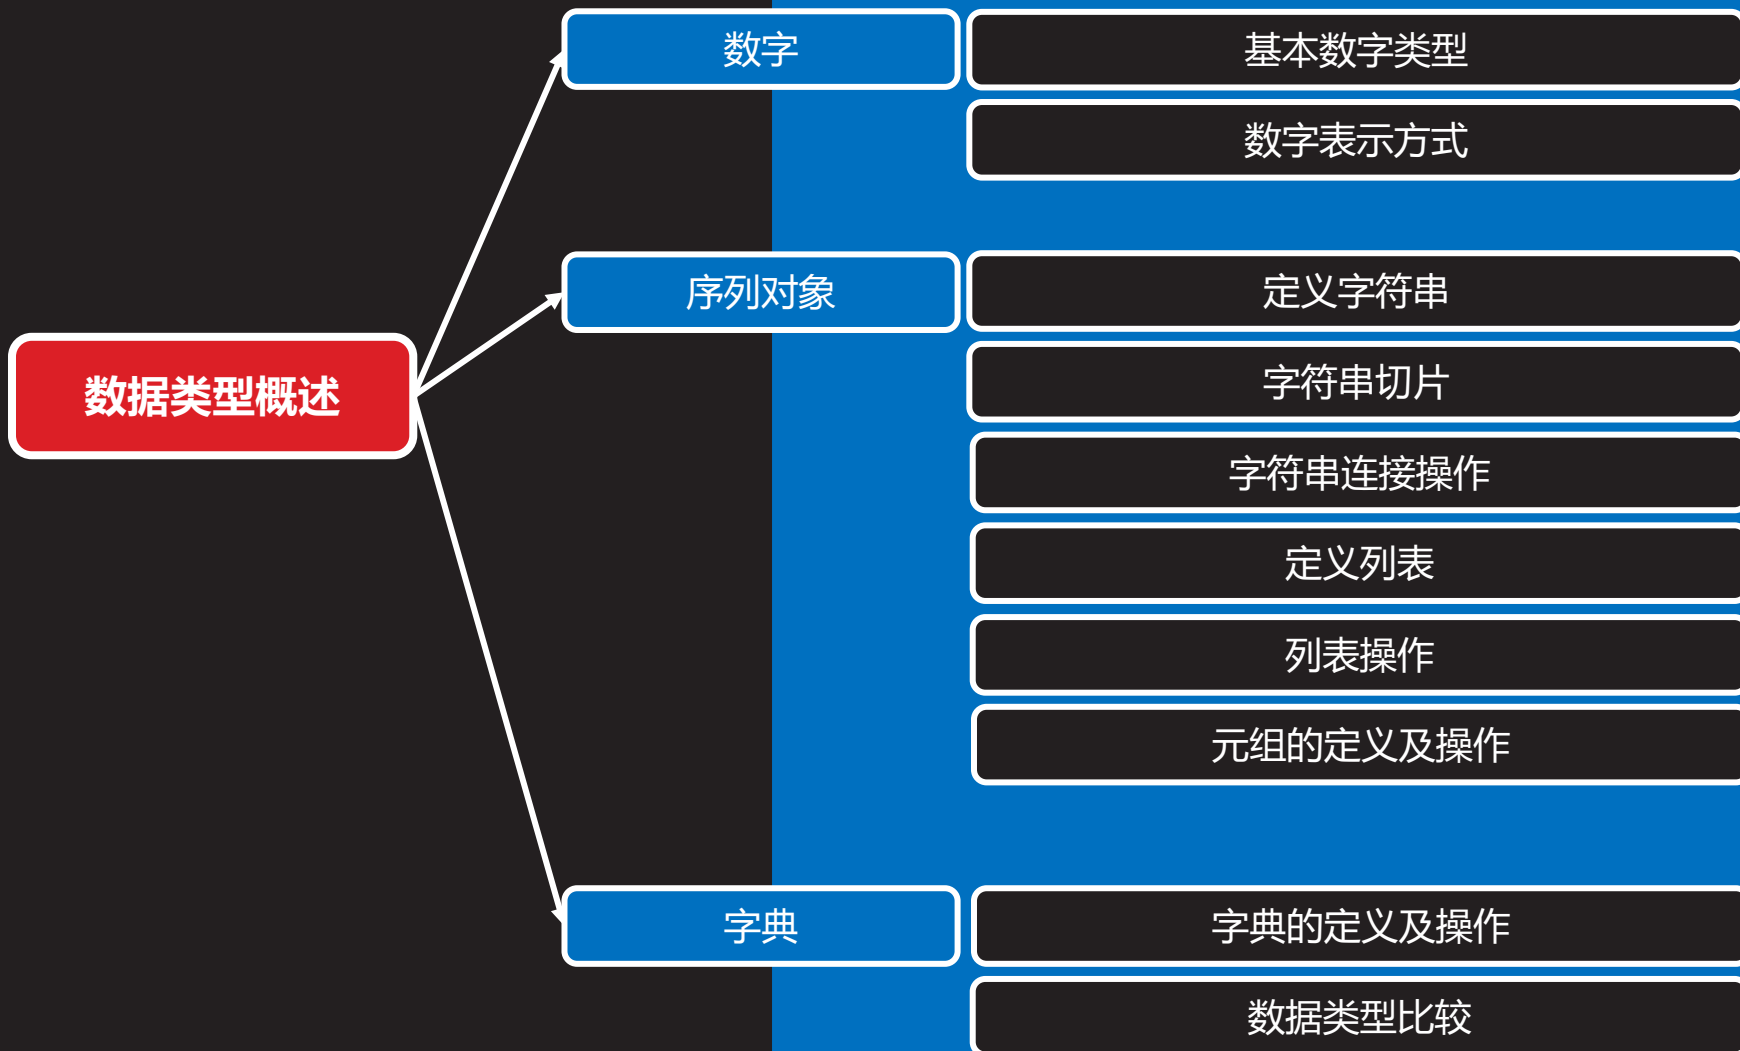 数据类型概述
数字
基本数字类型
数字表示方式
序列对象
定义字符串
字符串切片
字符串连接操作
定义列表
列表操作
元组的定义及操作
字典
字典的定义及操作
数据类型比较